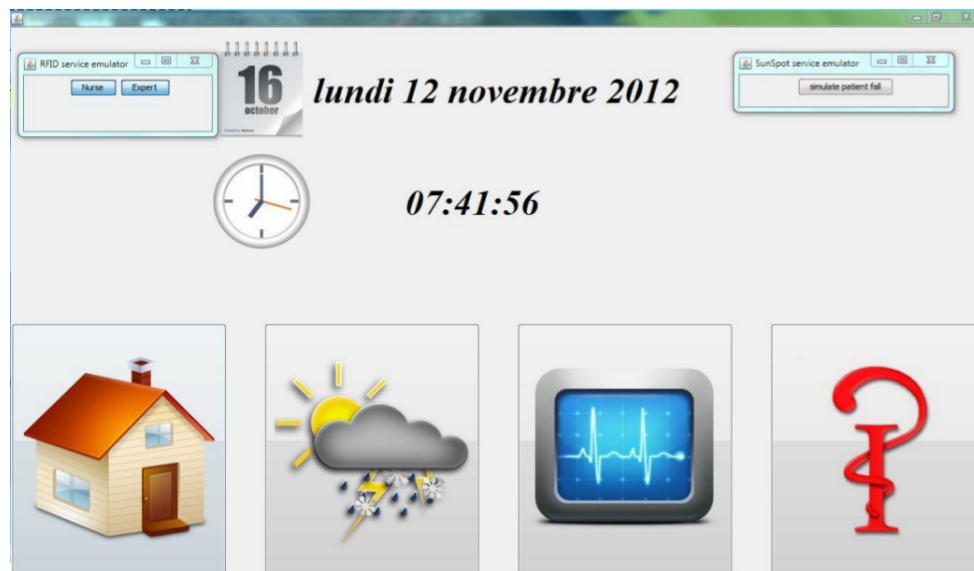 RFID service emulator
Nurse Expert
16
october
lundi 12 novembre 2012
SunSpot service emulator
simulate patient fall
07:41:56